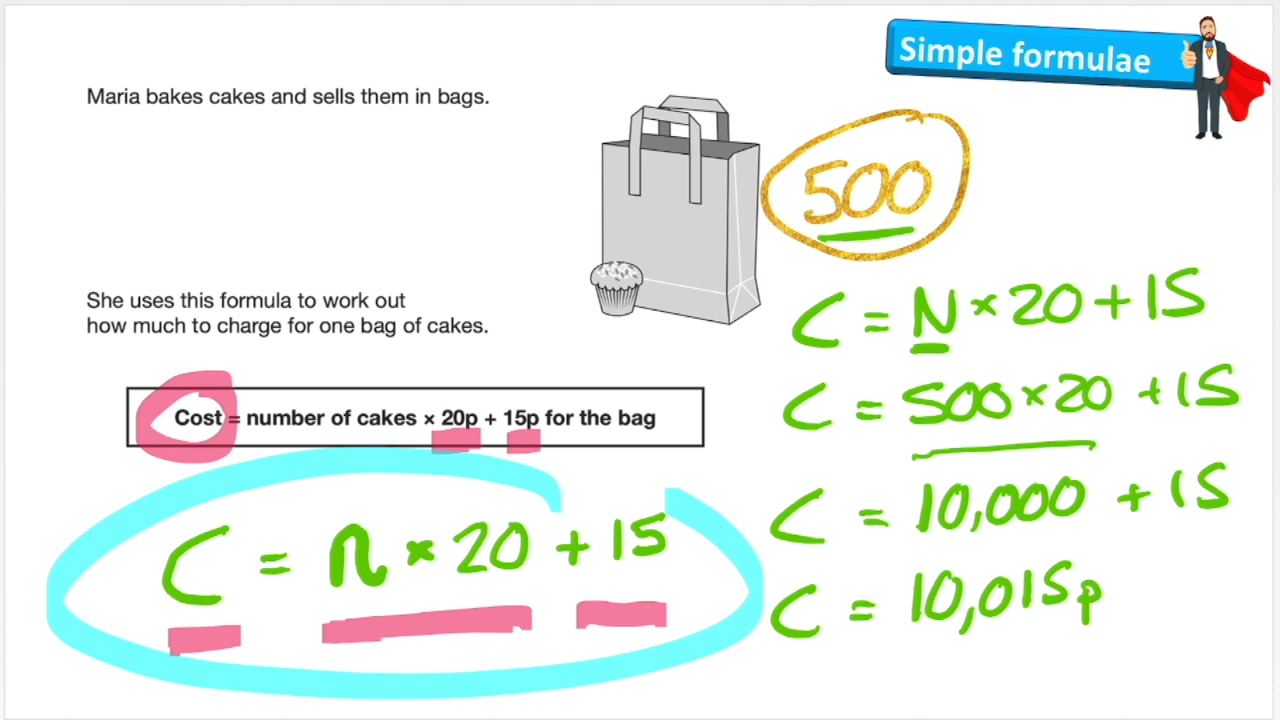 Simple formulae
Maria bakes cakes and sells them in bags.
500
She uses this formula to work out
how much to charge for one bag of cakes.
Cost = number of cakes × 20p + 15p for the bag
C = n × 20 + 15
C = N × 20 + 15
C = 500 × 20 + 15
C = 10,000 + 15
C = 10,015p